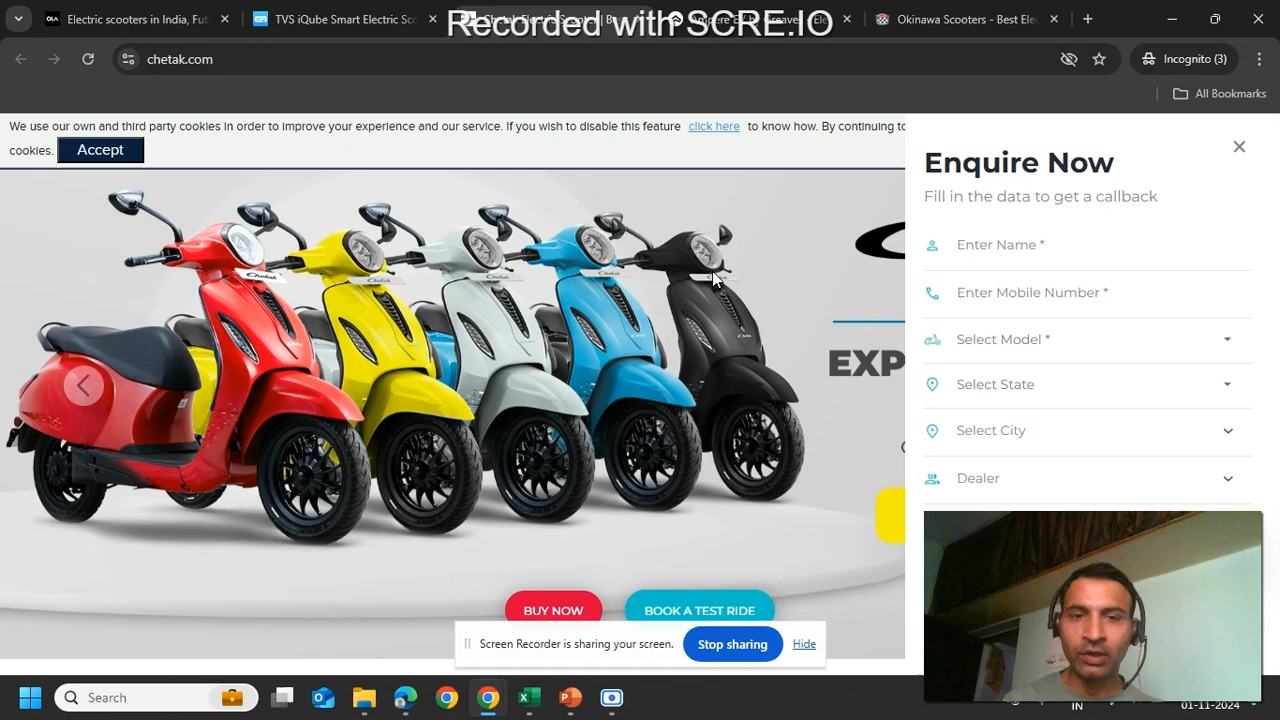 Electric scooters in India, Fut
TVS iQube Smart Electric Sco
Recorded with SCRE.IO
Okinawa Scooters - Best Ele
chetak.com
Incognito (3)
All Bookmarks
We use our own and third party cookies in order to improve your experience and our service. If you wish to disable this feature click here to know how. By continuing to
cookies. Accept
Enquire Now
Fill in the data to get a callback
Enter Name *
Enter Mobile Number *
Select Model *
Select State
Select City
Dealer
Chetak
EXP
BUY NOW
BOOK A TEST RIDE
Screen Recorder is sharing your screen.
Stop sharing
Hide
Search
IN
01-11-2024